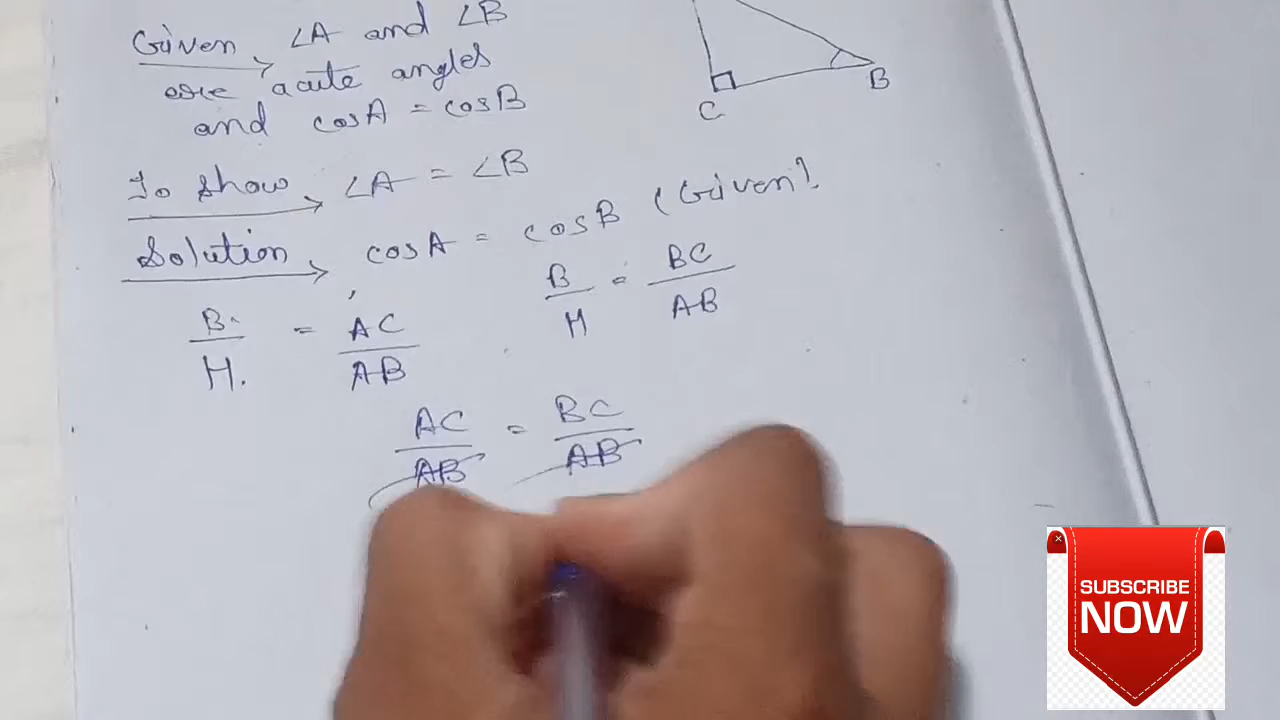 Given ∠A and ∠B
are acute angles
and cosA = cosB
C
B
To show ∠A = ∠B
Solution cosA = cosB (Given)
B/H = AC/AB
B/H = BC/AB
AC/AB = BC/AB
SUBSCRIBE
NOW